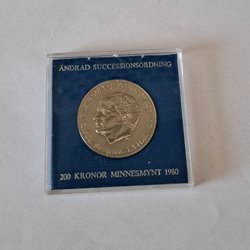 ÄNDRAD SUCCESSIONSORDNING
200 KRONOR MINNESMYNT 1980